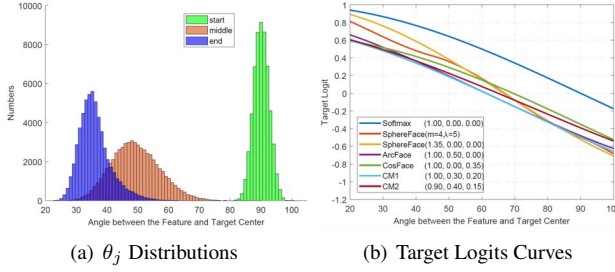 10000
8000
6000
4000
2000
0
Numbers
start
middle
end
20 30 40 50 60 70 80 90 100
Angle between the Feature and Target Center
(a) θj Distributions
1
0.8
0.6
0.4
0.2
0
-0.2
-0.4
-0.6
-0.8
-1
-1.2
Target Logit
Softmax (1.00, 0.00, 0.00)
SphereFace(m=4,λ=5)
SphereFace(1.35, 0.00, 0.00)
ArcFace (1.00, 0.50, 0.00)
CosFace (1.00, 0.00, 0.35)
CM1 (1.00, 0.30, 0.20)
CM2 (0.90, 0.40, 0.15)
20 30 40 50 60 70 80 90 100
Angle between the Feature and Target Center
(b) Target Logits Curves